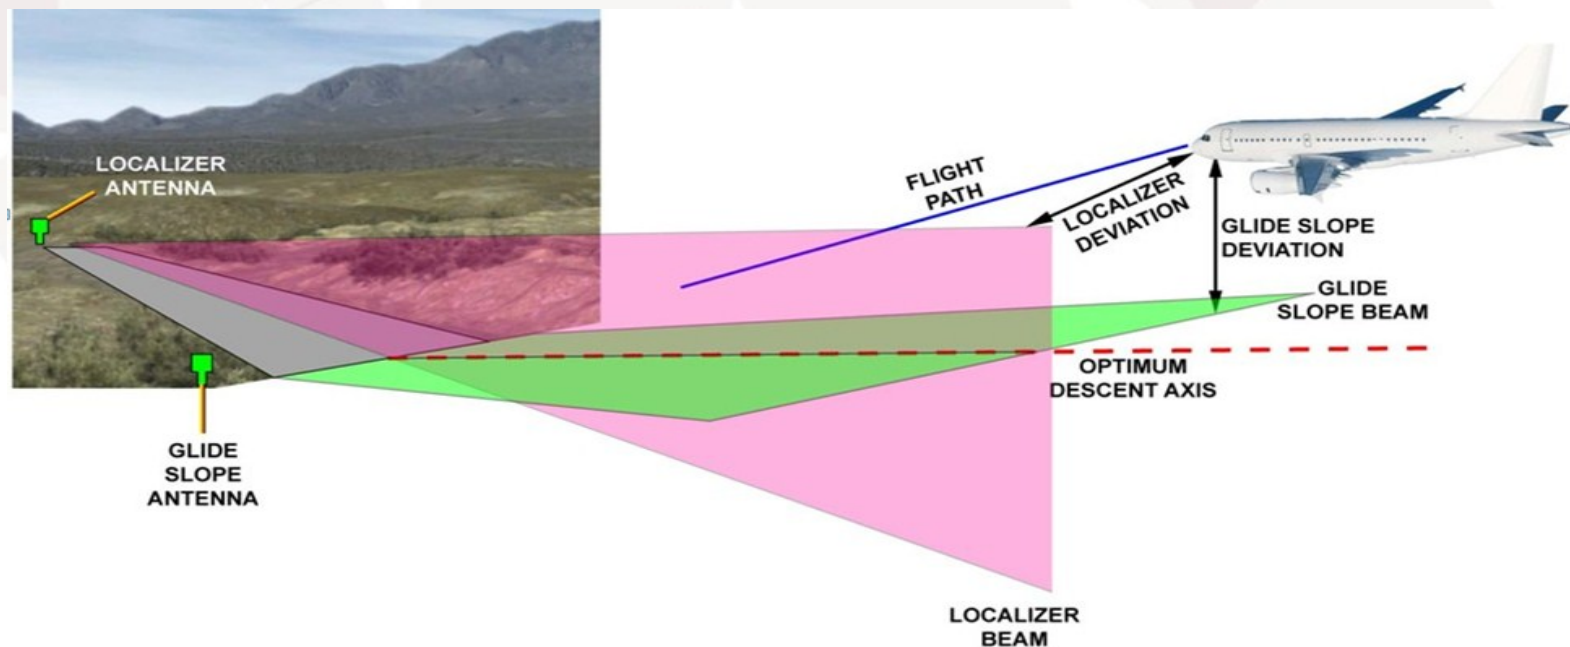 LOCALIZER
ANTENNA
FLIGHT
PATH
LOCALIZER
DEVIATION
GLIDE SLOPE
DEVIATION
GLIDE
SLOPE BEAM
OPTIMUM
DESCENT AXIS
GLIDE
SLOPE
ANTENNA
LOCALIZER
BEAM